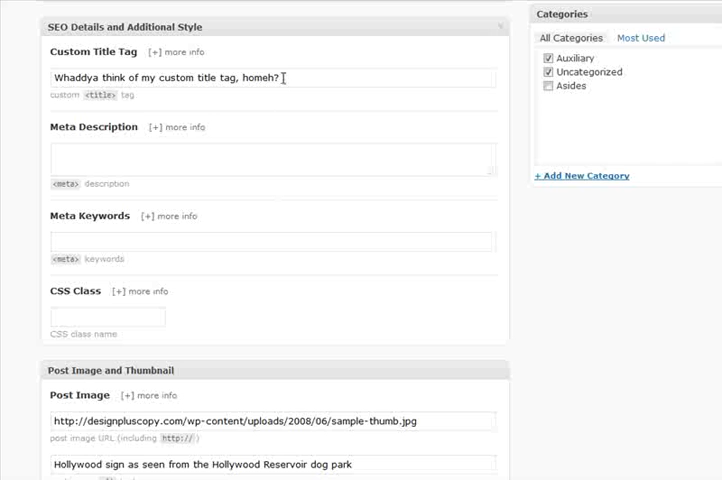 SEO Details and Additional Style
Custom Title Tag [+] more info
Whaddya think of my custom title tag, homeh?
custom <title> tag
Meta Description [+] more info
<meta> description
Meta Keywords [+] more info
<meta> keywords
CSS Class [+] more info
CSS class name
Post Image and Thumbnail
Post Image [+] more info
http://designpluscopy.com/wp-content/uploads/2008/06/sample-thumb.jpg
post image URL (including http://)
Hollywood sign as seen from the Hollywood Reservoir dog park
Categories
All Categories Most Used
Auxiliary
Uncategorized
Asides
+ Add New Category